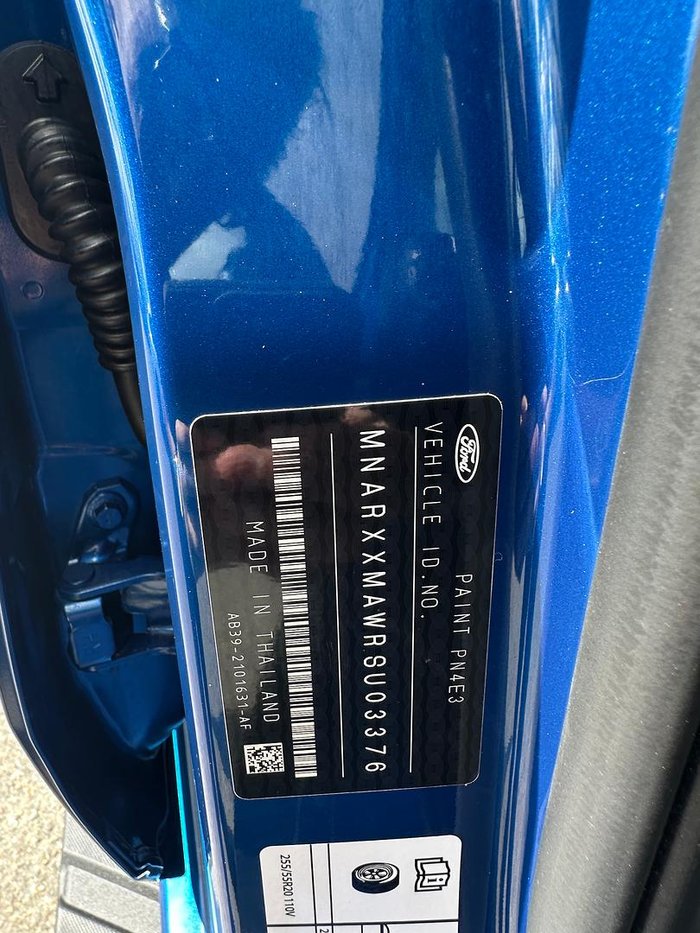 Ford
PAINT PN4E3
VEHICLE ID.NO.
MNARXXMAWRSU03376
MADE IN THAILAND
AB39-2101631-AF
255/55R20 110V